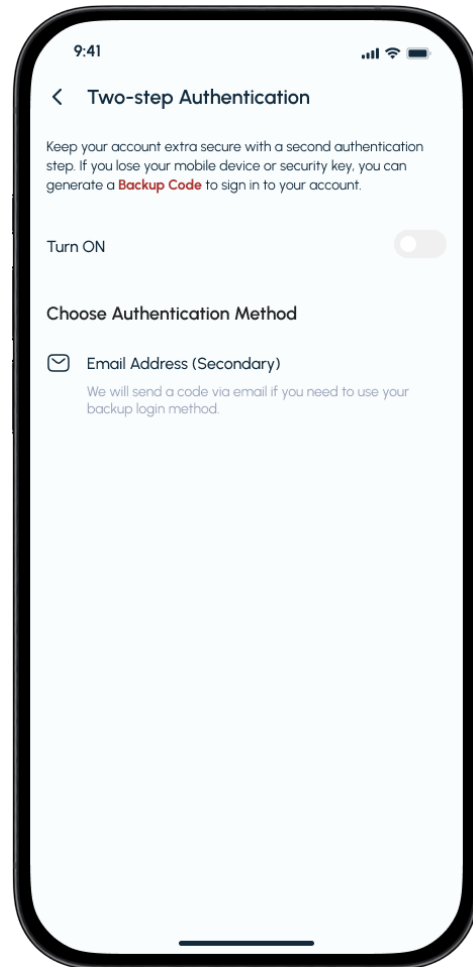 9:41
Two-step Authentication
Keep your account extra secure with a second authentication
step. If you lose your mobile device or security key, you can
generate a Backup Code to sign in to your account.
Turn ON
Choose Authentication Method
Email Address (Secondary)
We will send a code via email if you need to use your
backup login method.